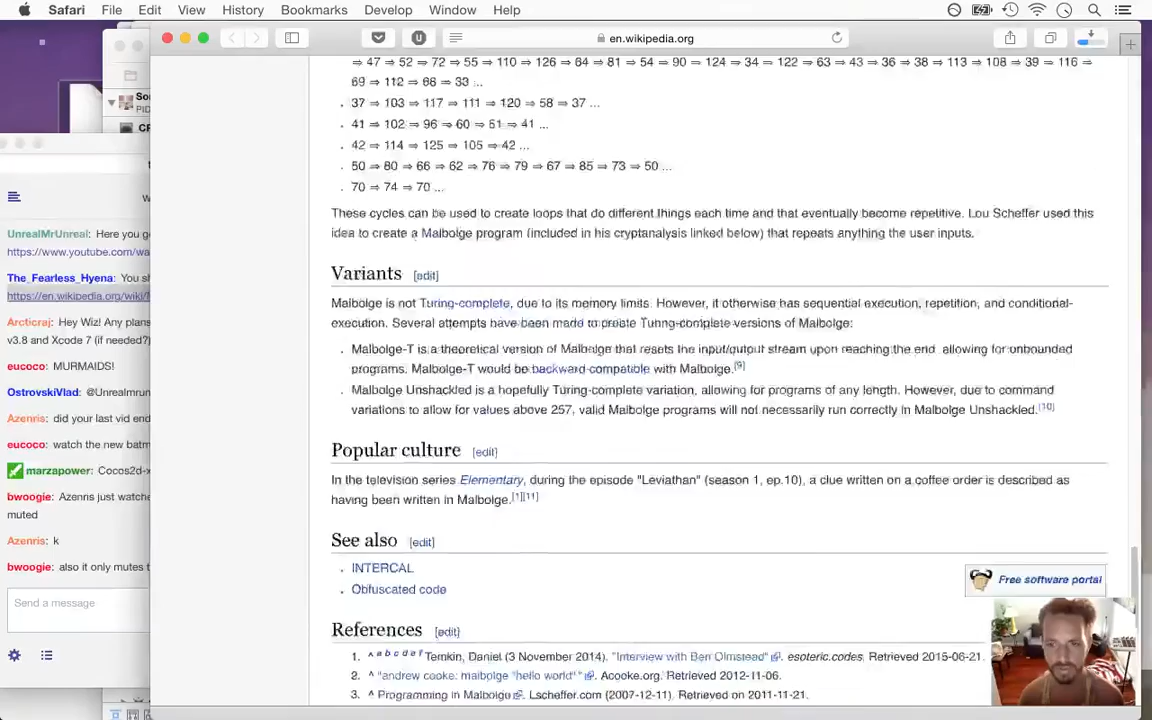 Safari File Edit View History Bookmarks Develop Window Help
en.wikipedia.org
⇒ 47 ⇒ 52 ⇒ 72 ⇒ 55 ⇒ 110 ⇒ 126 ⇒ 64 ⇒ 81 ⇒ 54 ⇒ 90 ⇒ 124 ⇒ 34 ⇒ 122 ⇒ 63 ⇒ 43 ⇒ 36 ⇒ 38 ⇒ 113 ⇒ 108 ⇒ 39 ⇒ 116 ⇒
69 ⇒ 112 ⇒ 68 ⇒ 33 ...
37 ⇒ 103 ⇒ 117 ⇒ 111 ⇒ 120 ⇒ 58 ⇒ 37 ...
41 ⇒ 102 ⇒ 96 ⇒ 60 ⇒ 51 ⇒ 41 ...
42 ⇒ 114 ⇒ 125 ⇒ 105 ⇒ 42 ...
50 ⇒ 80 ⇒ 66 ⇒ 62 ⇒ 76 ⇒ 79 ⇒ 67 ⇒ 85 ⇒ 73 ⇒ 50 ...
70 ⇒ 74 ⇒ 70 ...
These cycles can be used to create loops that do different things each time and that eventually become repetitive. Lou Scheffer used this
idea to create a Malbolge program (included in his cryptanalysis linked below) that repeats anything the user inputs.
Variants [edit]
Malbolge is not Turing-complete, due to its memory limits. However, it otherwise has sequential execution, repetition, and conditional-
execution. Several attempts have been made to create Turing-complete versions of Malbolge:
Malbolge-T is a theoretical version of Malbolge that resets the input/output stream upon reaching the end allowing for unbounded
programs. Malbolge-T would be backward compatible with Malbolge.[9]
Malbolge Unshackled is a hopefully Turing-complete variation, allowing for programs of any length. However, due to command
variations to allow for values above 257, valid Malbolge programs will not necessarily run correctly in Malbolge Unshackled.[10]
Popular culture [edit]
In the television series Elementary, during the episode "Leviathan" (season 1, ep.10), a clue written on a coffee order is described as
having been written in Malbolge.[1][11]
See also [edit]
INTERCAL
Obfuscated code
Free software portal
References [edit]
1. ^ a b c d e f Temkin, Daniel (3 November 2014). "Interview with Ben Olmstead". esoteric.codes. Retrieved 2015-06-21.
2. ^ "andrew cooke: malbolge "hello world"". Acooke.org. Retrieved 2012-11-06.
3. ^ Programming in Malbolge. Lscheffer.com (2007-12-11). Retrieved on 2011-11-21.
Son
PID
CP
UnrealMrUnreal: Here you g
https://www.youtube.com/wa
The_Fearless_Hyena: You s
https://en.wikipedia.org/wiki/
Arcticraj: Hey Wiz! Any plans
v3.8 and Xcode 7 (if needed?)
eucoco: MURMAIDS!
OstrovskiVlad: @Unrealmrun
Azenris: did your last vid end
eucoco: watch the new batm
marzapower: Cocos2d-x
bwoogie: Azenns just watche
muted
Azenris: k
bwoogie: also it only mutes t
Send a message